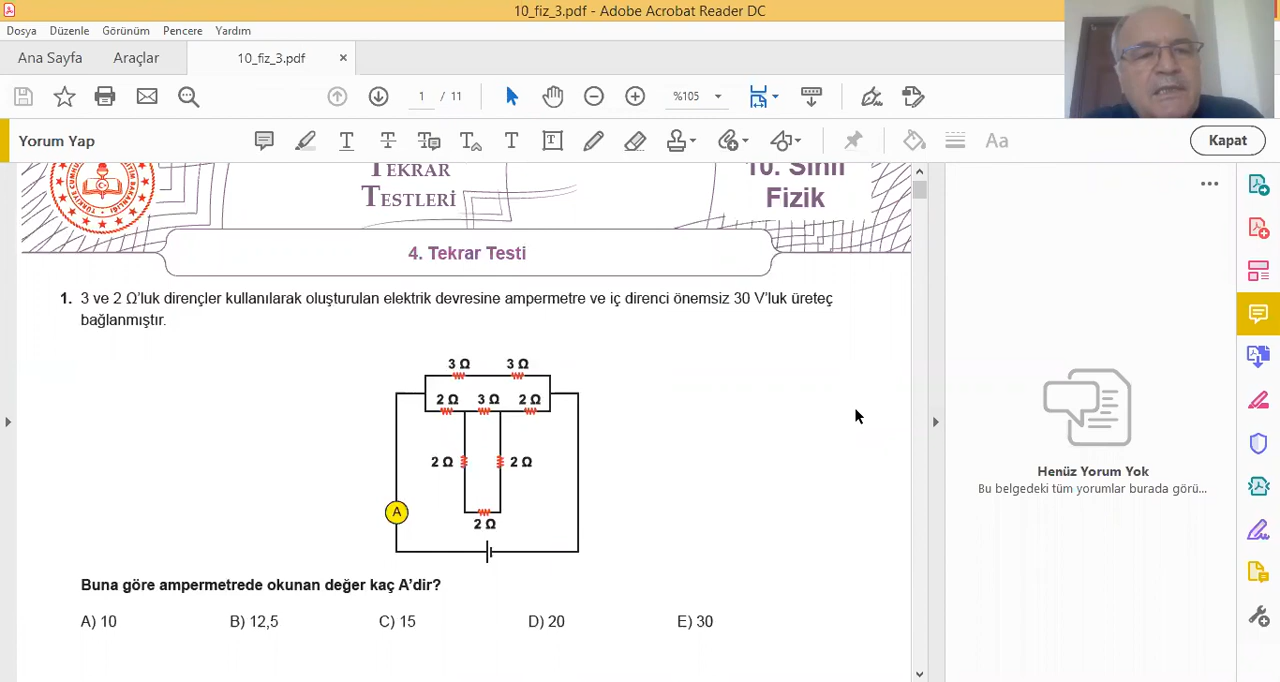 10_fiz_3.pdf - Adobe Acrobat Reader DC
Dosya Düzenle Görünüm Pencere Yardım
Ana Sayfa Araçlar 10_fiz_3.pdf ×
1 / 11 %105
Yorum Yap Aa Kapat
TEKRAR
TESTLERİ
10. Sınıf
Fizik
4. Tekrar Testi
1. 3 ve 2 Ω'luk dirençler kullanılarak oluşturulan elektrik devresine ampermetre ve iç direnci önemsiz 30 V'luk üreteç
bağlanmıştır.
3 Ω 3 Ω
2 Ω 3 Ω 2 Ω
2 Ω 2 Ω
A
2 Ω
Buna göre ampermetrede okunan değer kaç A'dir?
A) 10 B) 12,5 C) 15 D) 20 E) 30
Henüz Yorum Yok
Bu belgedeki tüm yorumlar burada görü...